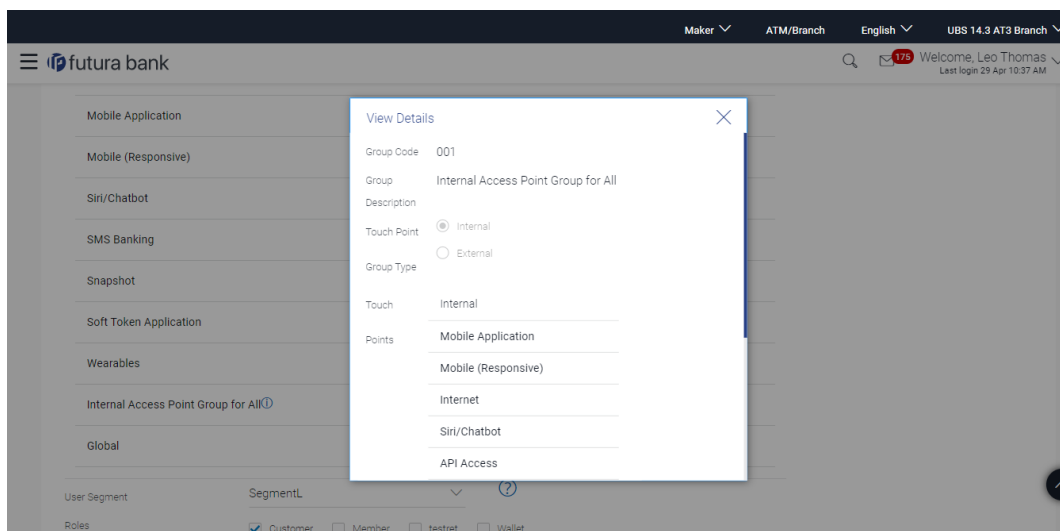 Maker ATM/Branch English UBS 14.3 AT3 Branch
futura bank 175 Welcome, Leo Thomas
Last login 29 Apr 10:37 AM
Mobile Application
Mobile (Responsive)
Siri/Chatbot
SMS Banking
Snapshot
Soft Token Application
Wearables
Internal Access Point Group for All
Global
View Details
Group Code 001
Group Internal Access Point Group for All
Description
Touch Point Internal
External
Group Type
Touch Internal
Points Mobile Application
Mobile (Responsive)
Internet
Siri/Chatbot
API Access
User Segment SegmentL
Roles Customer Member testret Wallet